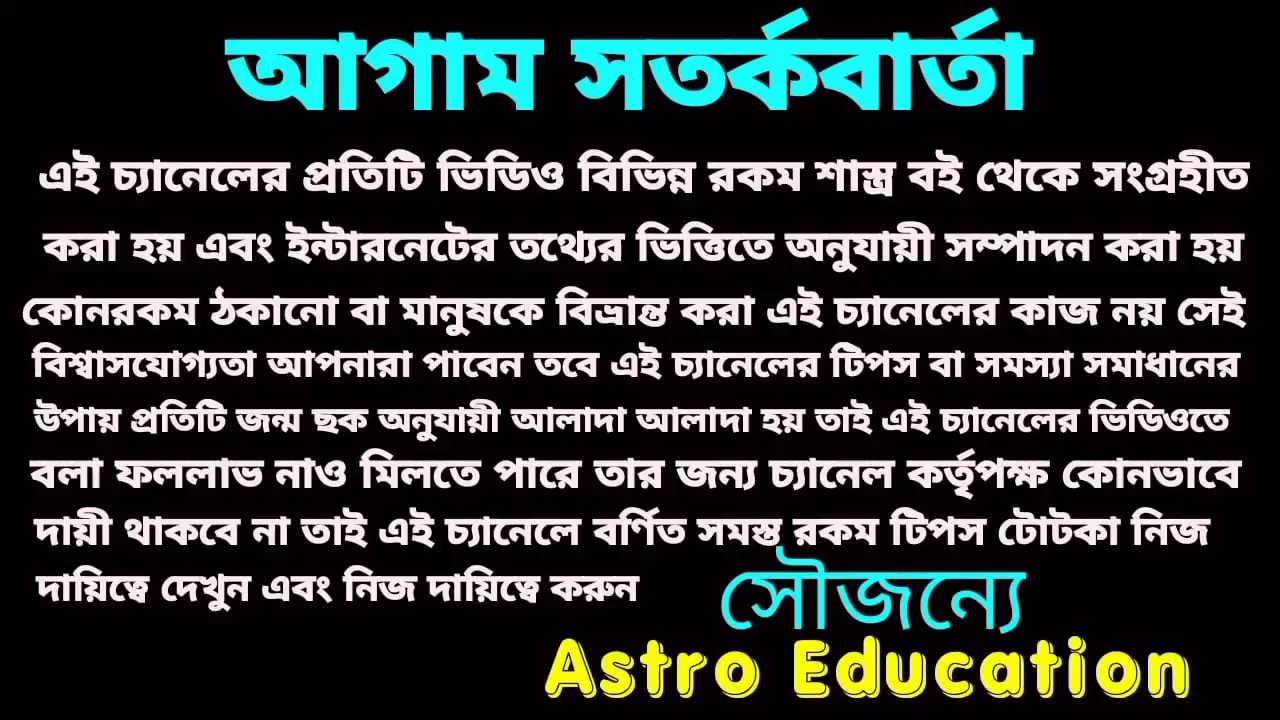 আগাম সতর্কবার্তা
এই চ্যানেলের প্রতিটি ভিডিও বিভিন্ন রকম শাস্ত্র বই থেকে সংগ্রহীত
করা হয় এবং ইন্টারনেটের তথ্যের ভিত্তিতে অনুযায়ী সম্পাদন করা হয়
কোনরকম ঠকানো বা মানুষকে বিভ্রান্ত করা এই চ্যানেলের কাজ নয় সেই
বিশ্বাসযোগ্যতা আপনারা পাবেন তবে এই চ্যানেলের টিপস বা সমস্যা সমাধানের
উপায় প্রতিটি জন্ম ছক অনুযায়ী আলাদা আলাদা হয় তাই এই চ্যানেলের ভিডিওতে
বলা ফললাভ নাও মিলতে পারে তার জন্য চ্যানেল কর্তৃপক্ষ কোনভাবে
দায়ী থাকবে না তাই এই চ্যানেলে বর্ণিত সমস্ত রকম টিপস টোটকা নিজ
দায়িত্বে দেখুন এবং নিজ দায়িত্বে করুন
সৌজন্যে
Astro Education